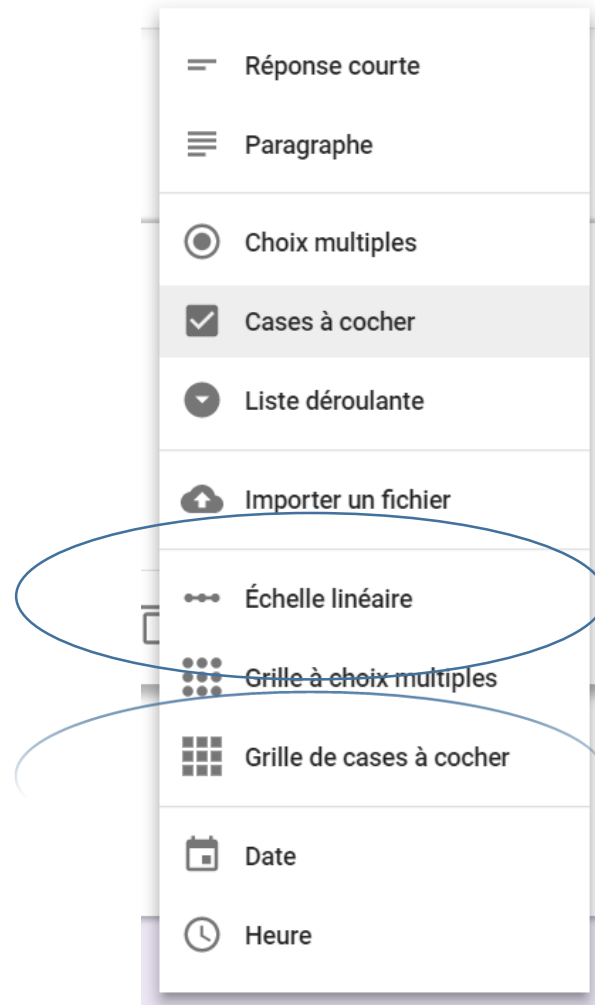 Réponse courte
Paragraphe
Choix multiples
Cases à cocher
Liste déroulante
Importer un fichier
Échelle linéaire
Grille à choix multiples
Grille de cases à cocher
Date
Heure